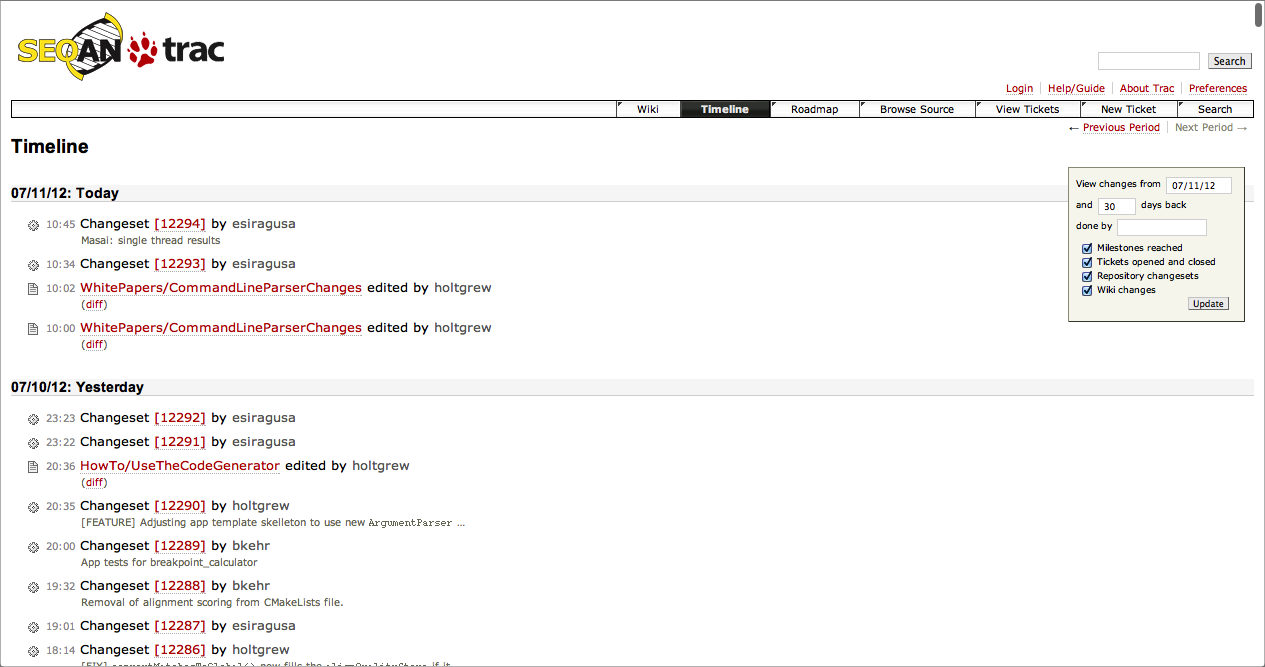 SEQAN trac
Search
Login Help/Guide About Trac Preferences
Wiki Timeline Roadmap Browse Source View Tickets New Ticket Search
← Previous Period Next Period →
Timeline
View changes from 07/11/12
and 30 days back
done by
Milestones reached
Tickets opened and closed
Repository changesets
Wiki changes
Update
07/11/12: Today
10:45 Changeset [12294] by esiragusa
Masai: single thread results
10:34 Changeset [12293] by esiragusa
10:02 WhitePapers/CommandLineParserChanges edited by holtgrew
(diff)
10:00 WhitePapers/CommandLineParserChanges edited by holtgrew
(diff)
07/10/12: Yesterday
23:23 Changeset [12292] by esiragusa
23:22 Changeset [12291] by esiragusa
20:36 HowTo/UseTheCodeGenerator edited by holtgrew
(diff)
20:35 Changeset [12290] by holtgrew
[FEATURE] Adjusting app template skelleton to use new ArgumentParser ...
20:00 Changeset [12289] by bkehr
App tests for breakpoint_calculator
19:32 Changeset [12288] by bkehr
Removal of alignment scoring from CMakeLists file.
19:01 Changeset [12287] by esiragusa
18:14 Changeset [12286] by holtgrew
[FIX] now fills the if it